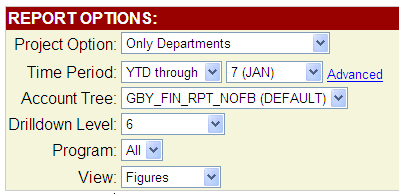 REPORT OPTIONS:
Project Option: Only Departments
Time Period: YTD through 7 (JAN) Advanced
Account Tree: GBY_FIN_RPT_NOFB (DEFAULT)
Drilldown Level: 6
Program: All
View: Figures